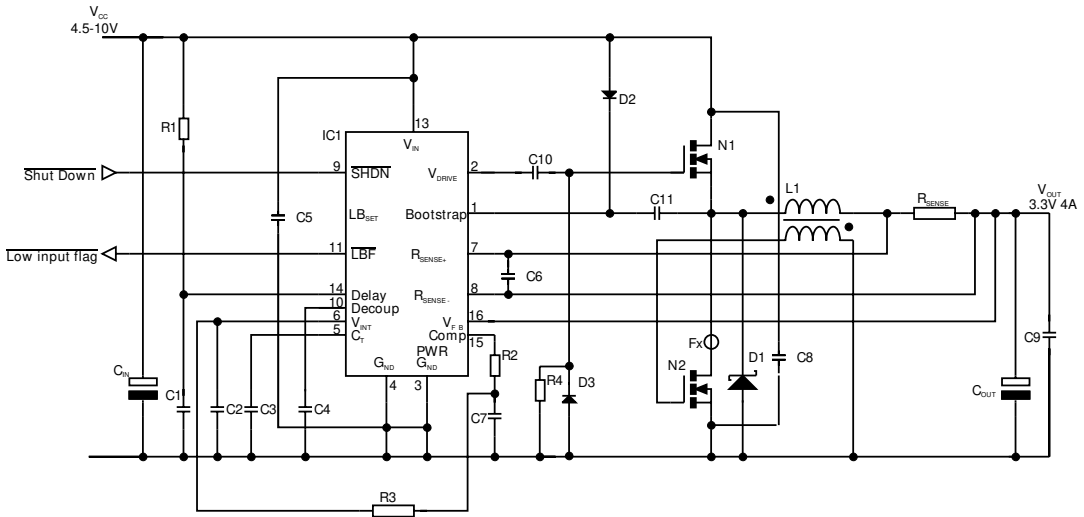 VCC
4.5-10V
D2
R1
13
IC1
VIN
N1
C10
Shut Down
9
SHDN
2
VDRIVE
L1
VOUT
3.3V 4A
RSENSE
C5
LBSET
1
Bootstrap
C11
Low input flag
11
LBF
7
RSENSE+
C6
8
RSENSE-
14
Delay
10
Decoup
6
VINT
16
VFB
5
CT
Comp
15
PWR
GND
GND
4
3
R2
Fx
N2
D1
C8
C9
CIN
C1
C2
C3
C4
C7
R4
D3
COUT
R3